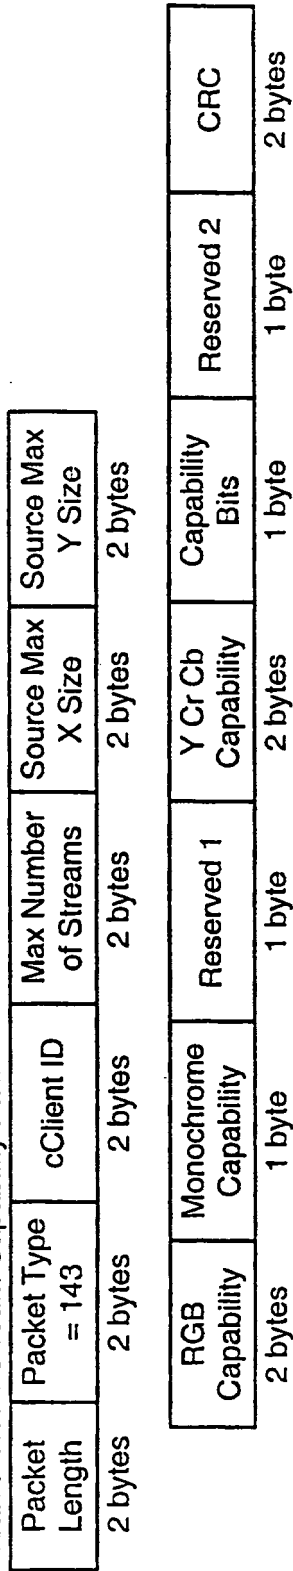 Packet Length
Packet Type = 143
cClient ID
Max Number of Streams
Source Max X Size
Source Max Y Size
2 bytes
2 bytes
2 bytes
2 bytes
2 bytes
2 bytes
RGB Capability
Monochrome Capability
Reserved 1
Y Cr Cb Capability
Capability Bits
Reserved 2
CRC
2 bytes
1 byte
1 byte
2 bytes
1 byte
1 byte
2 bytes